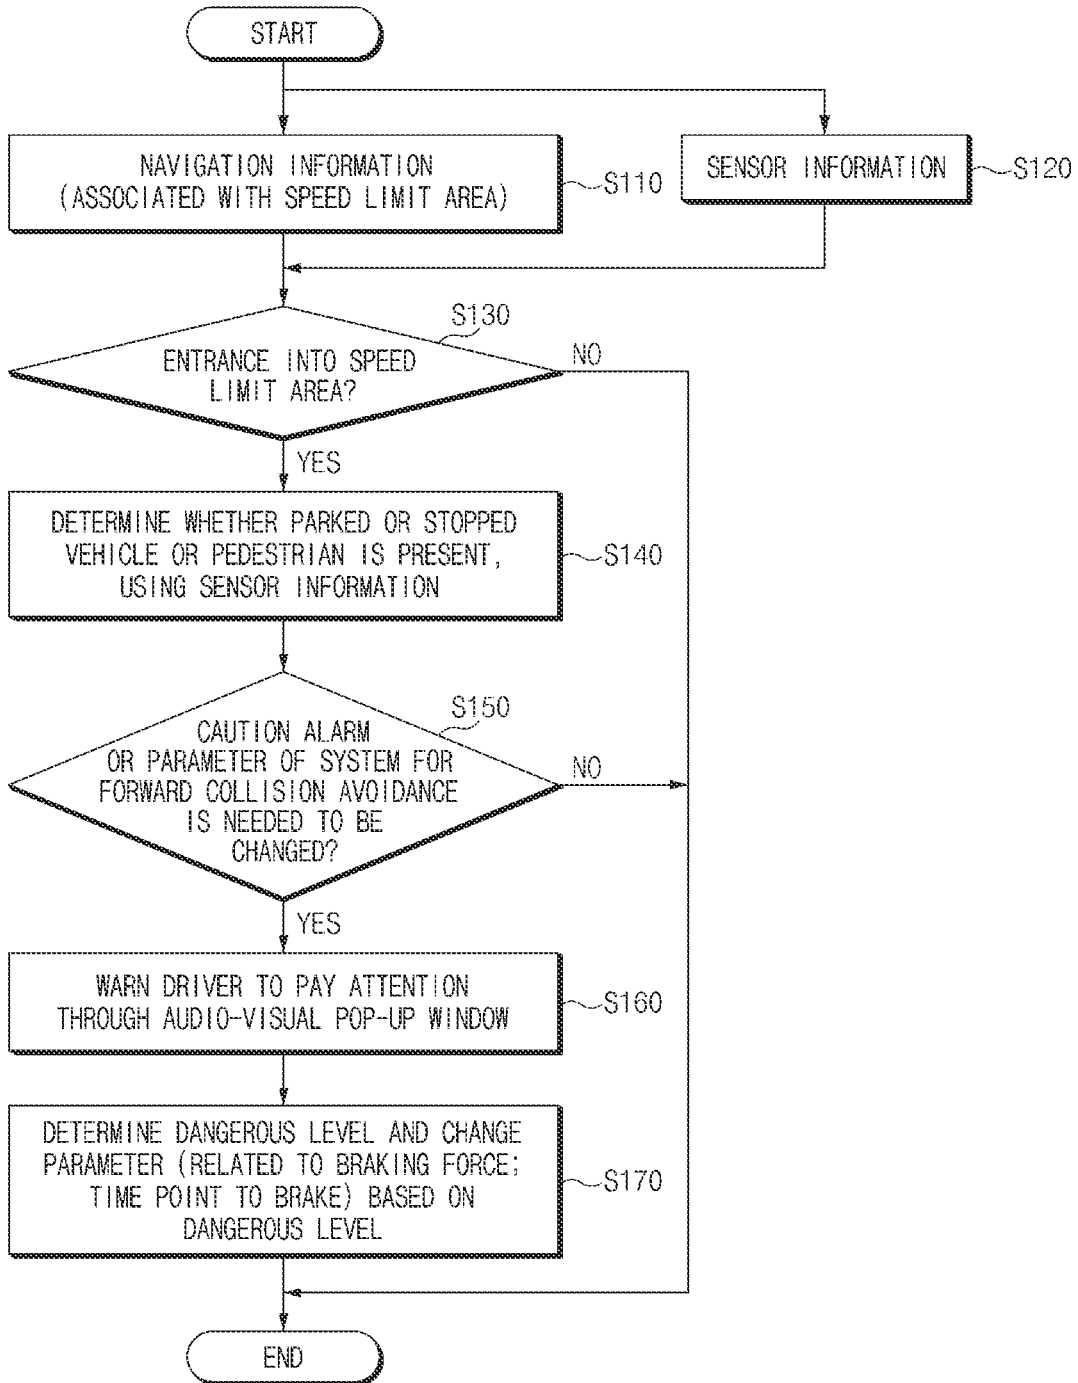 START
NAVIGATION INFORMATION
(ASSOCIATED WITH SPEED LIMIT AREA)
S110
SENSOR INFORMATION
S120
S130
ENTRANCE INTO SPEED
LIMIT AREA?
NO
YES
DETERMINE WHETHER PARKED OR STOPPED
VEHICLE OR PEDESTRIAN IS PRESENT,
USING SENSOR INFORMATION
S140
S150
CAUTION ALARM
OR PARAMETER OF SYSTEM FOR
FORWARD COLLISION AVOIDANCE
IS NEEDED TO BE
CHANGED?
NO
YES
WARN DRIVER TO PAY ATTENTION
THROUGH AUDIO-VISUAL POP-UP WINDOW
S160
DETERMINE DANGEROUS LEVEL AND CHANGE
PARAMETER (RELATED TO BRAKING FORCE;
TIME POINT TO BRAKE) BASED ON
DANGEROUS LEVEL
S170
END